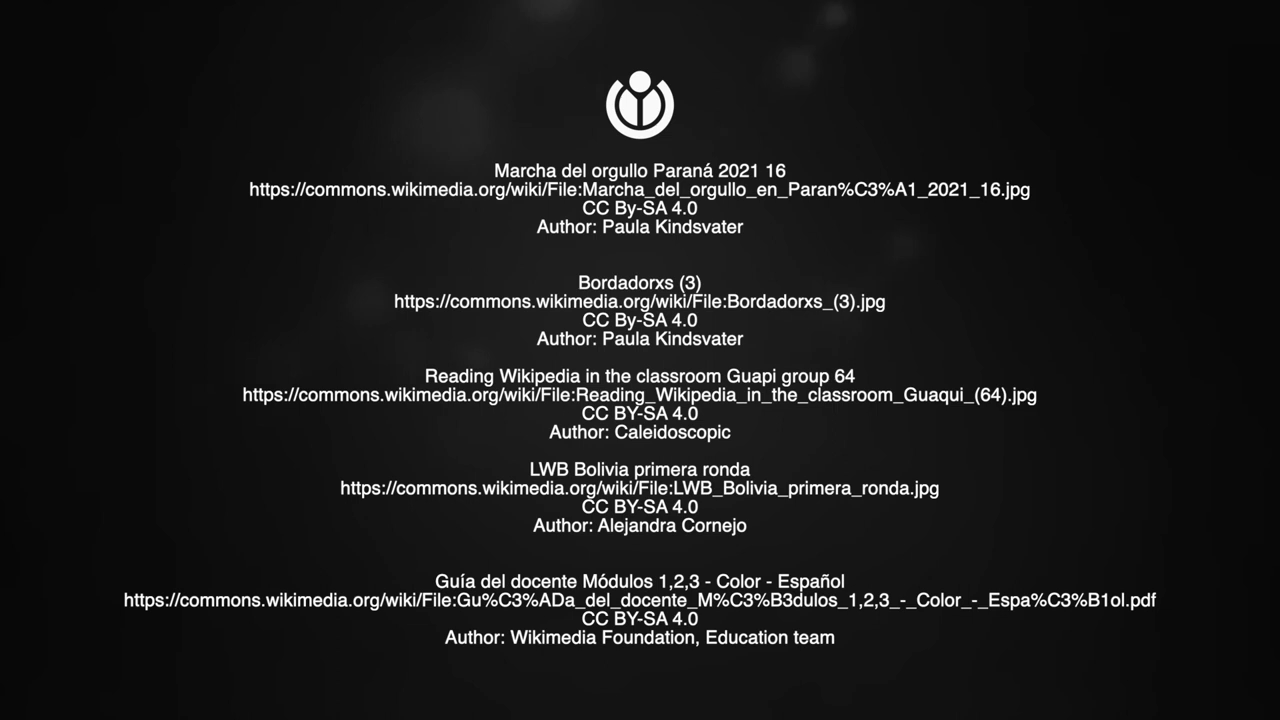 Marcha del orgullo Paraná 2021 16
https://commons.wikimedia.org/wiki/File:Marcha_del_orgullo_en_Paran%C3%A1_2021_16.jpg
CC By-SA 4.0
Author: Paula Kindsvater
Bordadorxs (3)
https://commons.wikimedia.org/wiki/File:Bordadorxs_(3).jpg
CC By-SA 4.0
Author: Paula Kindsvater
Reading Wikipedia in the classroom Guapi group 64
https://commons.wikimedia.org/wiki/File:Reading_Wikipedia_in_the_classroom_Guaqui_(64).jpg
CC BY-SA 4.0
Author: Caleidoscopic
LWB Bolivia primera ronda
https://commons.wikimedia.org/wiki/File:LWB_Bolivia_primera_ronda.jpg
CC BY-SA 4.0
Author: Alejandra Cornejo
Guía del docente Módulos 1,2,3 - Color - Español
https://commons.wikimedia.org/wiki/File:Gu%C3%ADa_del_docente_M%C3%B3dulos_1,2,3_-_Color_-_Espa%C3%B1ol.pdf
CC BY-SA 4.0
Author: Wikimedia Foundation, Education team